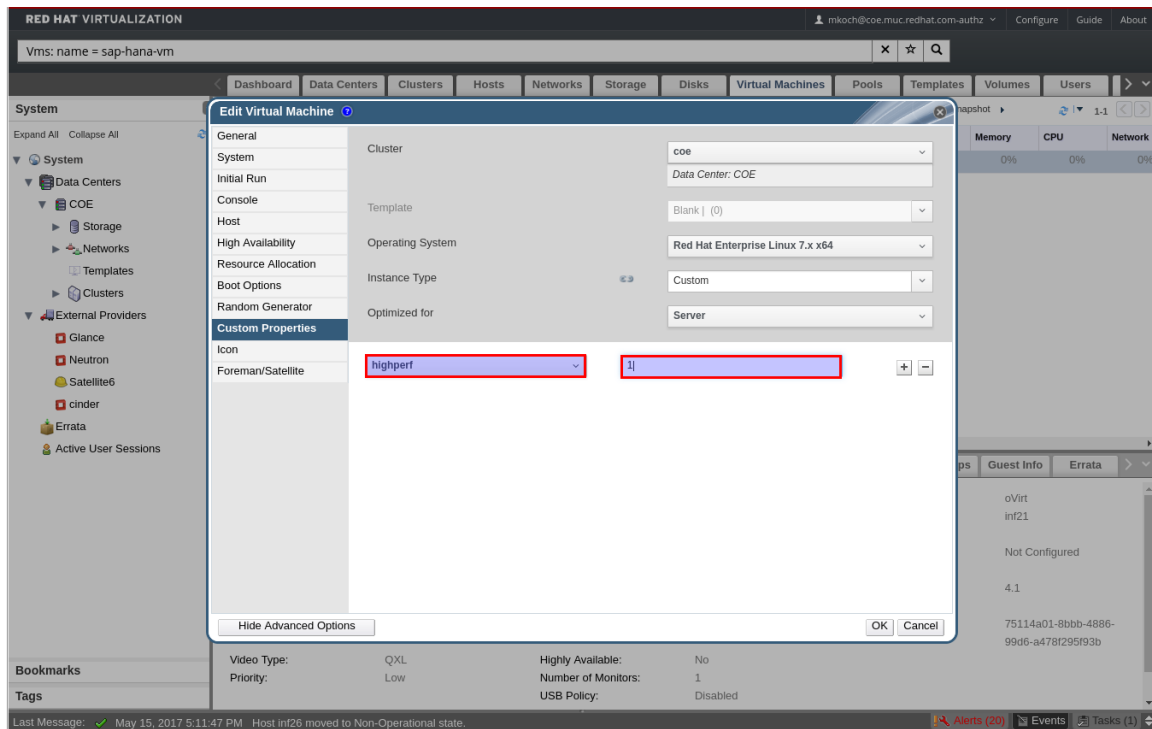 RED HAT VIRTUALIZATION
mkoch@coe.muc.redhat.com-authz Configure Guide About
Vms: name = sap-hana-vm
Dashboard Data Centers Clusters Hosts Networks Storage Disks Virtual Machines Pools Templates Volumes Users
System
Expand All Collapse All
System
Data Centers
COE
Storage
Networks
Templates
Clusters
External Providers
Glance
Neutron
Satellite6
cinder
Errata
Active User Sessions
Bookmarks
Tags
Edit Virtual Machine
General
System
Initial Run
Console
Host
High Availability
Resource Allocation
Boot Options
Random Generator
Custom Properties
Icon
Foreman/Satellite
Cluster
coe
Data Center: COE
Template
Blank | (0)
Operating System
Red Hat Enterprise Linux 7.x x64
Instance Type
Custom
Optimized for
Server
highperf
1
+ −
Hide Advanced Options
OK Cancel
napshot
1-1
Memory CPU Network
0% 0% 0%
ps Guest Info Errata
oVirt
inf21
Not Configured
4.1
75114a01-8bbb-4886-
99d6-a478f295f93b
Video Type: QXL Highly Available: No
Priority: Low Number of Monitors: 1
USB Policy: Disabled
Last Message: May 15, 2017 5:11:47 PM Host inf26 moved to Non-Operational state.
Alerts (20) Events Tasks (1)